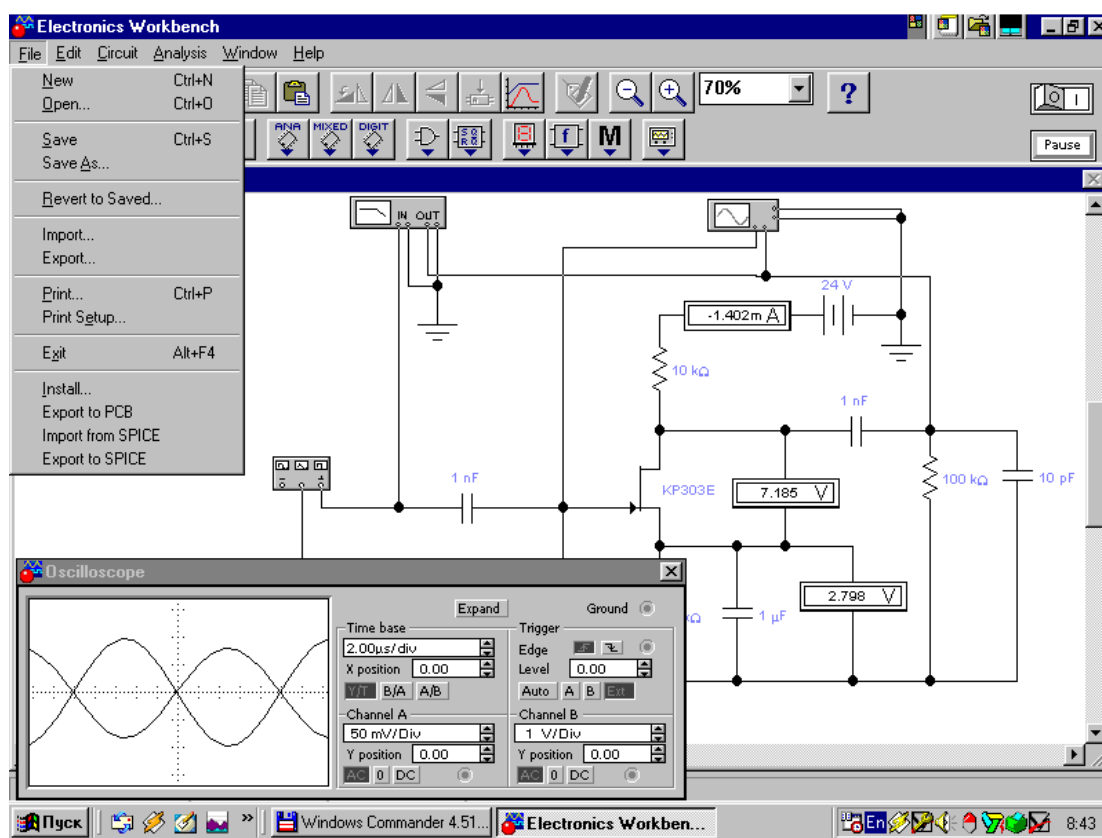 Electronics Workbench
File Edit Circuit Analysis Window Help
New Ctrl+N
Open... Ctrl+O
Save Ctrl+S
Save As...
Revert to Saved...
Import...
Export...
Print... Ctrl+P
Print Setup...
Exit Alt+F4
Install...
Export to PCB
Import from SPICE
Export to SPICE
70%
?
ANA MIXED DIGIT
f M
O I
Pause
IN OUT
24 V
-1.402m A
10 kΩ
1 nF
1 nF
KP303E
7.185 V
100 kΩ
10 pF
2.798 V
kΩ
1 µF
Oscilloscope
Expand
Ground
Time base
2.00µs/div
X position 0.00
Y/T B/A A/B
Trigger
Edge
Level 0.00
Auto A B Ext
Channel A
50 mV/Div
Y position 0.00
AC 0 DC
Channel B
1 V/Div
Y position 0.00
AC 0 DC
Пуск
»
Windows Commander 4.51...
Electronics Workben...
En
8:43